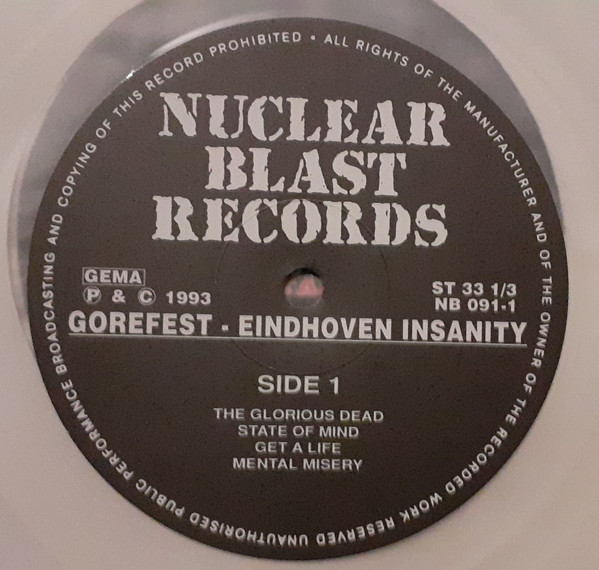 ALL RIGHTS OF THE MANUFACTURER AND OF THE OWNER OF THE RECORDED WORK RESERVED UNAUTHORISED PUBLIC PERFORMANCE BROADCASTING AND COPYING OF THIS RECORD PROHIBITED •
NUCLEAR
BLAST
RECORDS
GEMA
Ⓟ & © 1993
ST 33 1/3
NB 091-1
GOREFEST - EINDHOVEN INSANITY
SIDE 1
THE GLORIOUS DEAD
STATE OF MIND
GET A LIFE
MENTAL MISERY